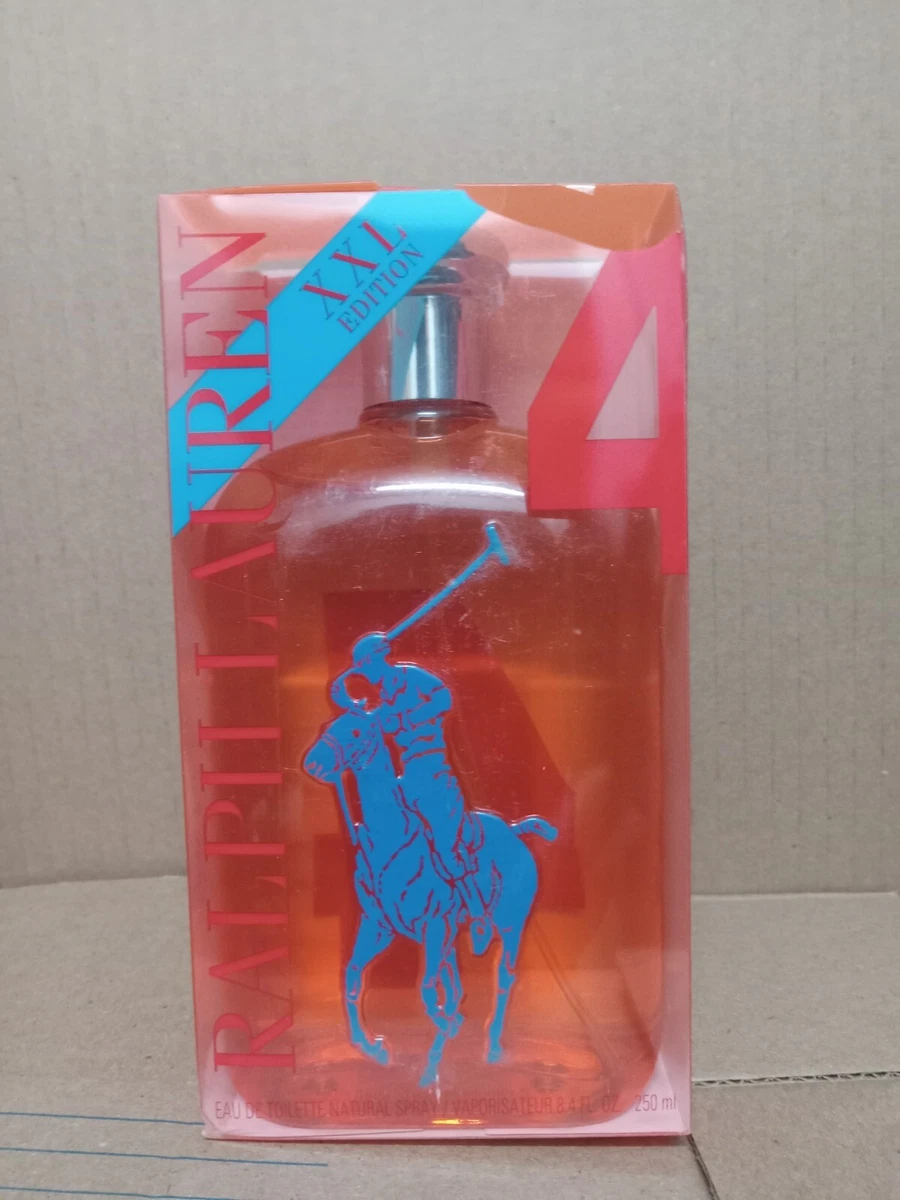 XXL
EDITION
4
RALPH LAUREN
EAU DE TOILETTE NATURAL SPRAY / VAPORISATEUR 8.4 FL. OZ. 250 ml